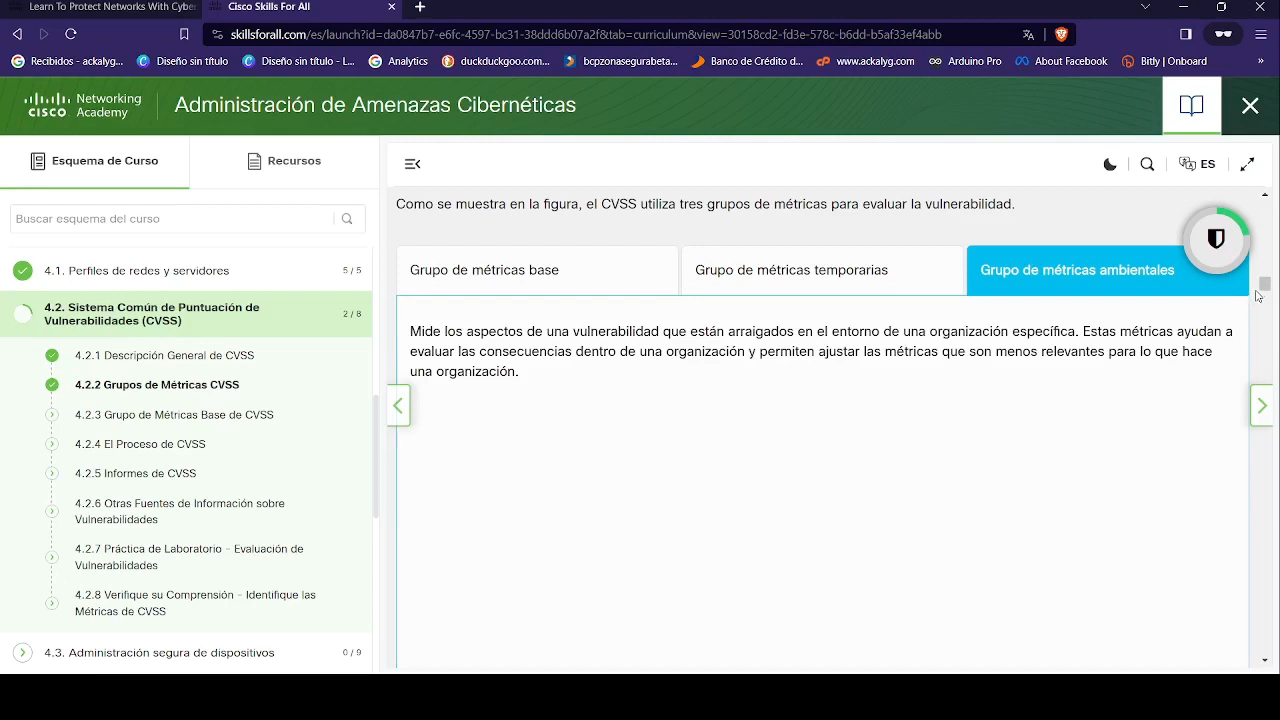 Learn To Protect Networks With Cyber
Cisco Skills For All
skillsforall.com/es/launch?id=da0847b7-e6fc-4597-bc31-38ddd6b07a2f&tab=curriculum&view=30158cd2-fd3e-578c-b6dd-b5af33ef4abb
Recibidos - ackalyg...
Diseño sin título
Diseño sin título - L...
Analytics
duckduckgoo.com...
bcpzonasegurabeta...
Banco de Crédito d...
www.ackalyg.com
Arduino Pro
About Facebook
Bitly | Onboard
»
CISCO
Networking
Academy
Administración de Amenazas Cibernéticas
Esquema de Curso
Recursos
ES
Buscar esquema del curso
4.1. Perfiles de redes y servidores 5 / 5
4.2. Sistema Común de Puntuación de
Vulnerabilidades (CVSS) 2 / 8
4.2.1 Descripción General de CVSS
4.2.2 Grupos de Métricas CVSS
4.2.3 Grupo de Métricas Base de CVSS
4.2.4 El Proceso de CVSS
4.2.5 Informes de CVSS
4.2.6 Otras Fuentes de Información sobre
Vulnerabilidades
4.2.7 Práctica de Laboratorio - Evaluación de
Vulnerabilidades
4.2.8 Verifique su Comprensión - Identifique las
Métricas de CVSS
4.3. Administración segura de dispositivos 0 / 9
Como se muestra en la figura, el CVSS utiliza tres grupos de métricas para evaluar la vulnerabilidad.
Grupo de métricas base
Grupo de métricas temporarias
Grupo de métricas ambientales
Mide los aspectos de una vulnerabilidad que están arraigados en el entorno de una organización específica. Estas métricas ayudan a
evaluar las consecuencias dentro de una organización y permiten ajustar las métricas que son menos relevantes para lo que hace
una organización.